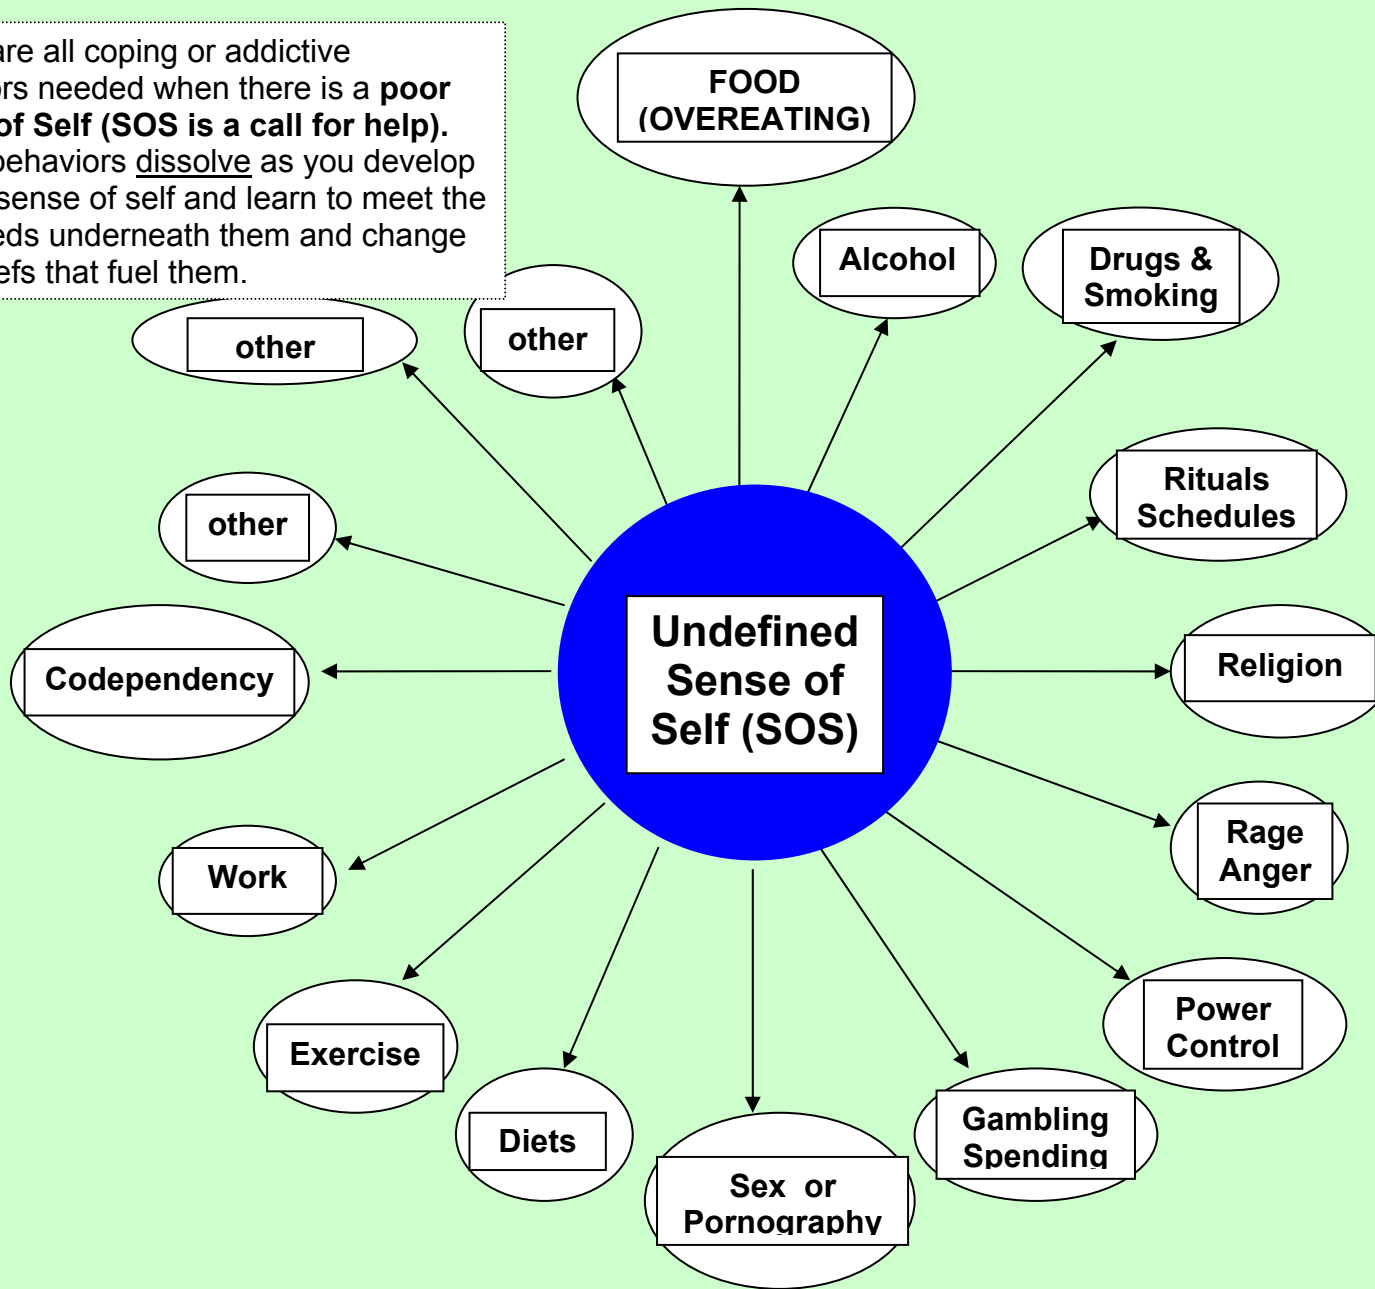 are all coping or addictive
needed when there is a poor
of Self (SOS is a call for help).
behaviors dissolve as you develop
sense of self and learn to meet the
underneath them and change
that fuel them.
FOOD
(OVEREATING)
Alcohol
Drugs &
Smoking
other
other
Rituals
Schedules
other
Undefined
Sense of
Self (SOS)
Codependency
Religion
Rage
Anger
Work
Power
Control
Exercise
Gambling
Spending
Diets
Sex or
Pornography